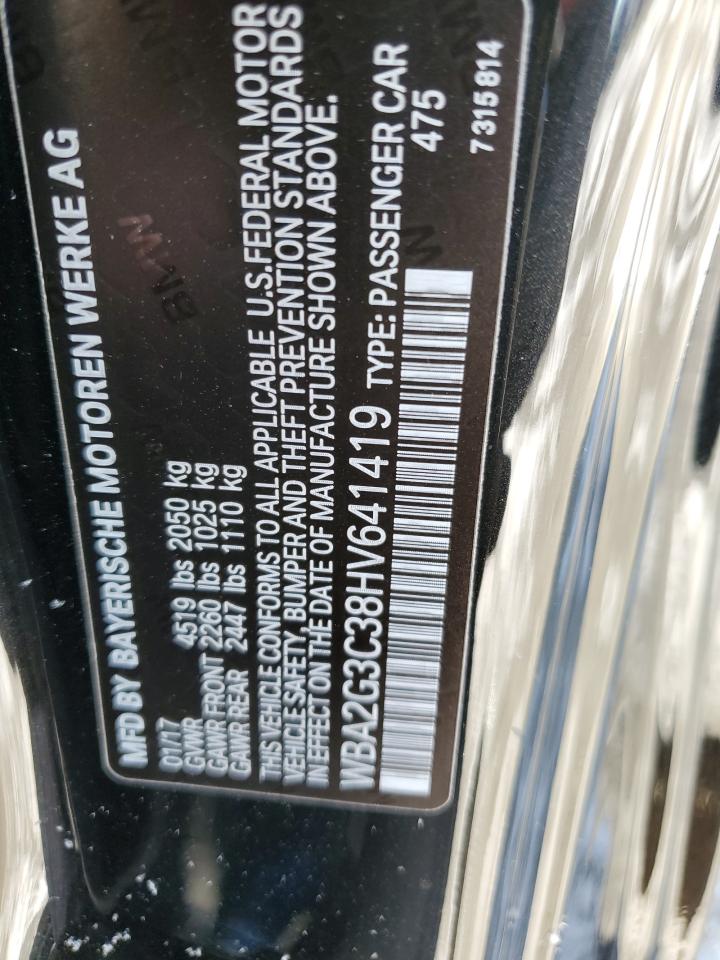 MFD BY BAYERISCHE MOTOREN WERKE AG
01/17
GVWR 4519 lbs 2050 kg
GAWR FRONT 2260 lbs 1025 kg
GAWR REAR 2447 lbs 1110 kg
THIS VEHICLE CONFORMS TO ALL APPLICABLE U.S.FEDERAL MOTOR
VEHICLE SAFETY, BUMPER AND THEFT PREVENTION STANDARDS
IN EFFECT ON THE DATE OF MANUFACTURE SHOWN ABOVE.
WBA2G3C38HV641419 TYPE: PASSENGER CAR
475
7 315 814
BMW